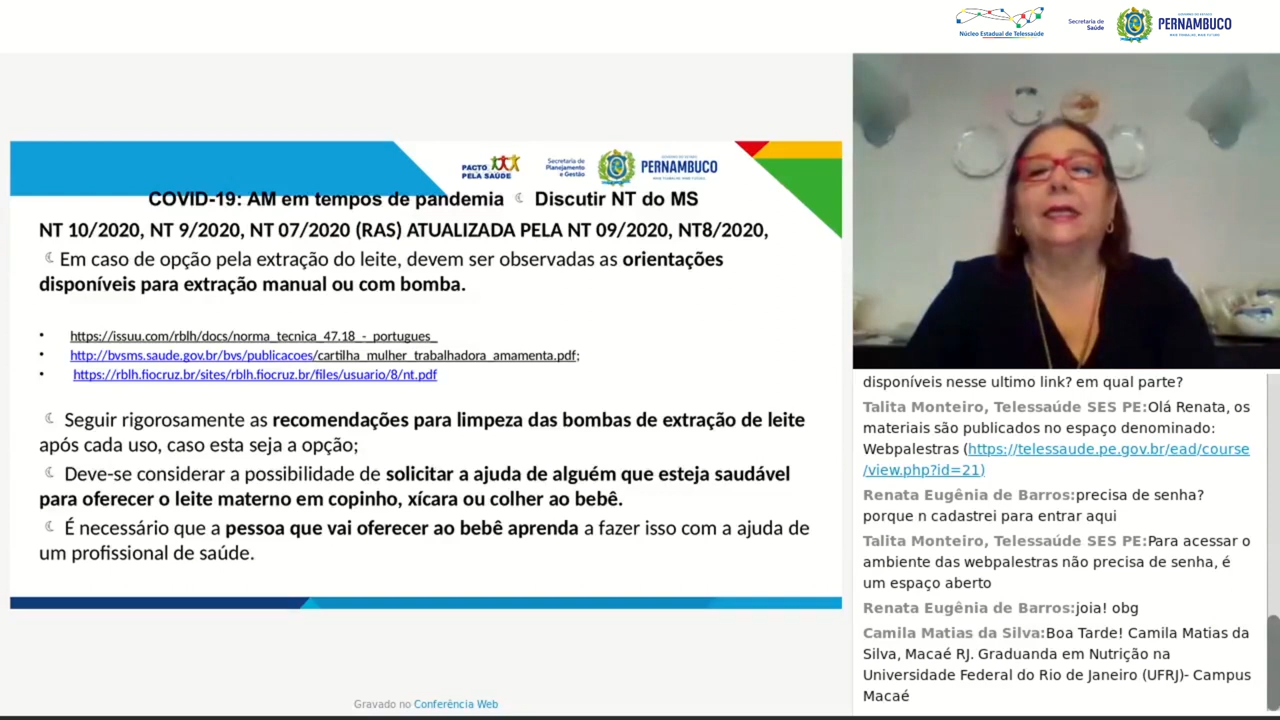 Núcleo Estadual de Telessaúde
Secretaria de
Saúde
PERNAMBUCO
PACTO
PELA SAÚDE
Secretaria de
Planejamento
e Gestão
PERNAMBUCO
COVID-19: AM em tempos de pandemia ☾ Discutir NT do MS
NT 10/2020, NT 9/2020, NT 07/2020 (RAS) ATUALIZADA PELA NT 09/2020, NT8/2020,
☾ Em caso de opção pela extração do leite, devem ser observadas as orientações
disponíveis para extração manual ou com bomba.
• https://issuu.com/rblh/docs/norma_tecnica_47.18_-_portugues_
• http://bvsms.saude.gov.br/bvs/publicacoes/cartilha_mulher_trabalhadora_amamenta.pdf;
• https://rblh.fiocruz.br/sites/rblh.fiocruz.br/files/usuario/8/nt.pdf
☾ Seguir rigorosamente as recomendações para limpeza das bombas de extração de leite
após cada uso, caso esta seja a opção;
☾ Deve-se considerar a possibilidade de solicitar a ajuda de alguém que esteja saudável
para oferecer o leite materno em copinho, xícara ou colher ao bebê.
☾ É necessário que a pessoa que vai oferecer ao bebê aprenda a fazer isso com a ajuda de
um profissional de saúde.
Gravado no Conferência Web
disponíveis nesse ultimo link? em qual parte?
Talita Monteiro, Telessaúde SES PE:Olá Renata, os
materiais são publicados no espaço denominado:
Webpalestras (https://telessaude.pe.gov.br/ead/course
/view.php?id=21)
Renata Eugênia de Barros:precisa de senha?
porque n cadastrei para entrar aqui
Talita Monteiro, Telessaúde SES PE:Para acessar o
ambiente das webpalestras não precisa de senha, é
um espaço aberto
Renata Eugênia de Barros:joia! obg
Camila Matias da Silva:Boa Tarde! Camila Matias da
Silva, Macaé RJ. Graduanda em Nutrição na
Universidade Federal do Rio de Janeiro (UFRJ)- Campus
Macaé